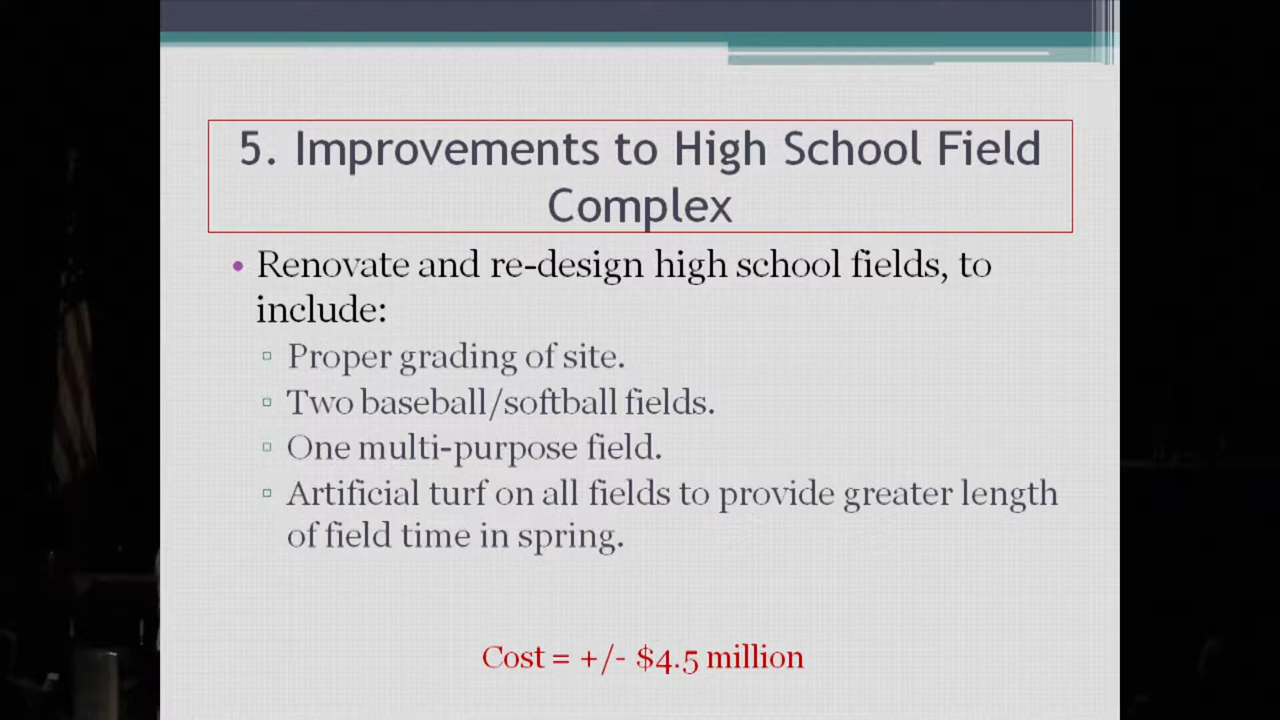 5. Improvements to High School Field
Complex
• Renovate and re-design high school fields, to
include:
▫ Proper grading of site.
▫ Two baseball/softball fields.
▫ One multi-purpose field.
▫ Artificial turf on all fields to provide greater length
of field time in spring.
Cost = +/- $4.5 million